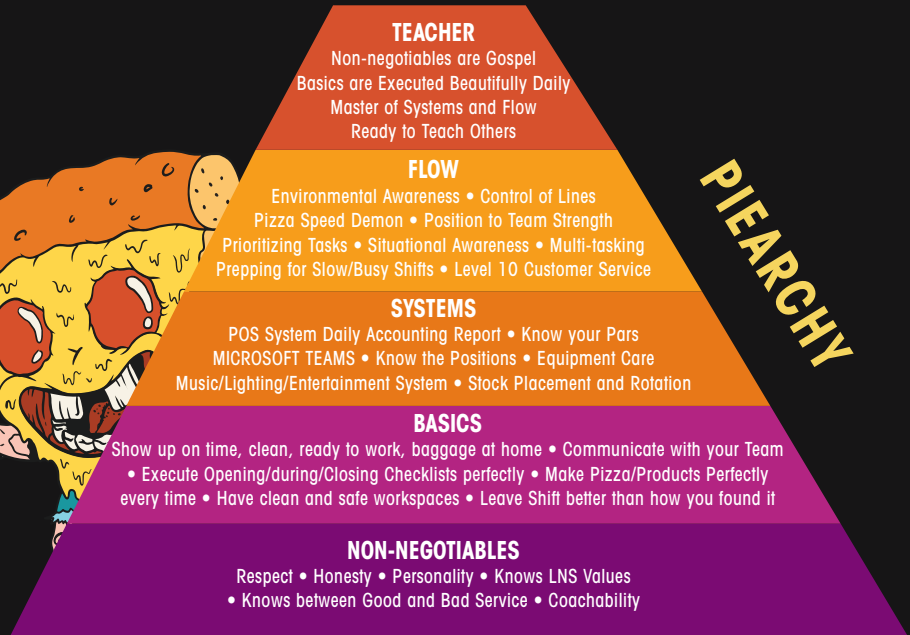 TEACHER
Non-negotiables are Gospel
Basics are Executed Beautifully Daily
Master of Systems and Flow
Ready to Teach Others
FLOW
Environmental Awareness • Control of Lines
Pizza Speed Demon • Position to Team Strength
Prioritizing Tasks • Situational Awareness • Multi-tasking
Prepping for Slow/Busy Shifts • Level 10 Customer Service
PIEARCHY
SYSTEMS
POS System Daily Accounting Report • Know your Pars
MICROSOFT TEAMS • Know the Positions • Equipment Care
Music/Lighting/Entertainment System • Stock Placement and Rotation
BASICS
Show up on time, clean, ready to work, baggage at home • Communicate with your Team
• Execute Opening/during/Closing Checklists perfectly • Make Pizza/Products Perfectly
every time • Have clean and safe workspaces • Leave Shift better than how you found it
NON-NEGOTIABLES
Respect • Honesty • Personality • Knows LNS Values
• Knows between Good and Bad Service • Coachability